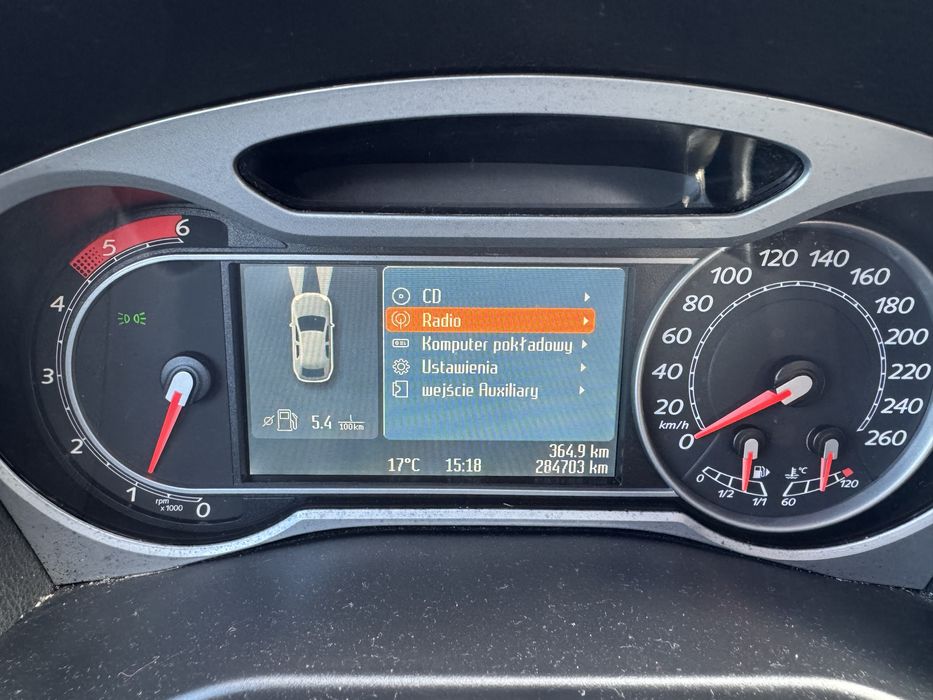 6
5
4
3
2
1
0
rpm
x1000
CD
Radio
Komputer pokładowy
Ustawienia
wejście Auxiliary
5.4 l/100km
364.9 km
17°C 15:18 284703 km
0
20
40
60
80
100
120
140
160
180
200
220
240
260
km/h
0 1/2 1/1
60 °C 120